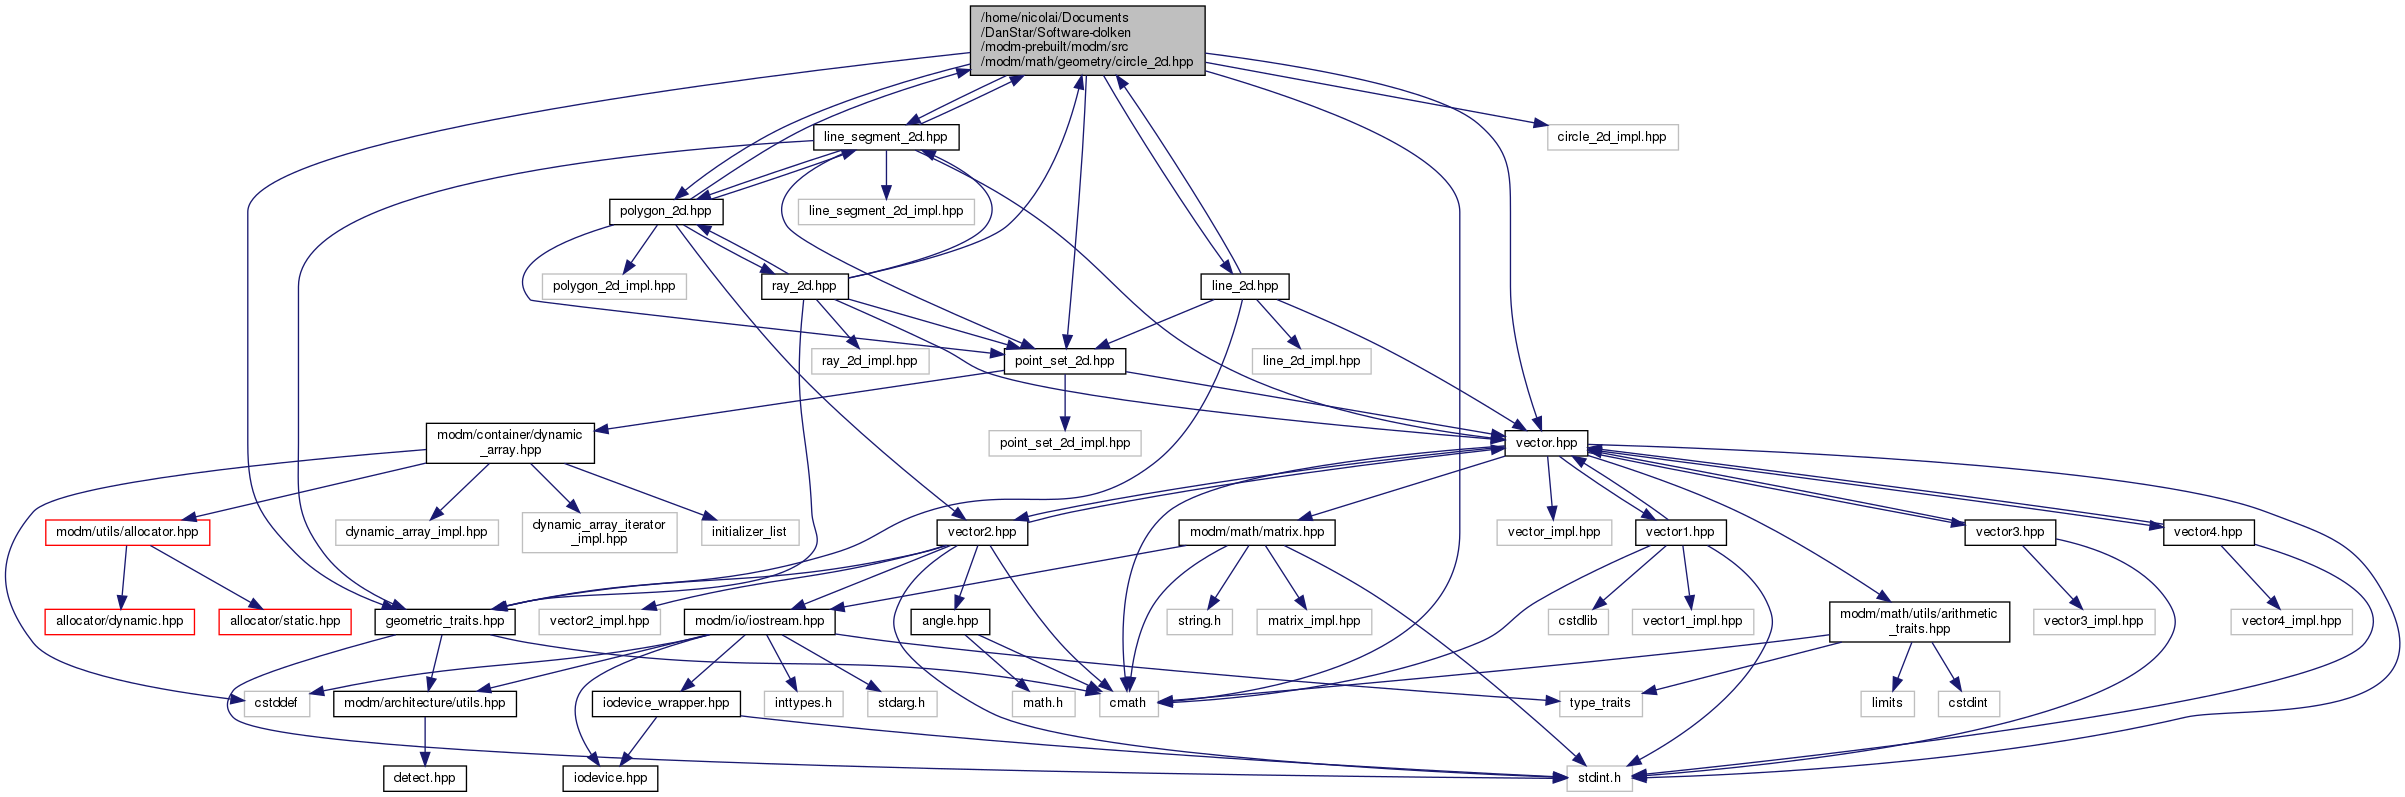 /home/nicolai/Documents
/DanStar/Software-dolken
/modm-prebuilt/modm/src
/modm/math/geometry/circle_2d.hpp
line_segment_2d.hpp
circle_2d_impl.hpp
polygon_2d.hpp
line_segment_2d_impl.hpp
polygon_2d_impl.hpp
ray_2d.hpp
line_2d.hpp
ray_2d_impl.hpp
point_set_2d.hpp
line_2d_impl.hpp
modm/container/dynamic
_array.hpp
point_set_2d_impl.hpp
vector.hpp
modm/utils/allocator.hpp
dynamic_array_impl.hpp
dynamic_array_iterator
_impl.hpp
initializer_list
vector2.hpp
modm/math/matrix.hpp
vector_impl.hpp
vector1.hpp
vector3.hpp
vector4.hpp
allocator/dynamic.hpp
allocator/static.hpp
geometric_traits.hpp
vector2_impl.hpp
modm/io/iostream.hpp
angle.hpp
string.h
matrix_impl.hpp
cstdlib
vector1_impl.hpp
modm/math/utils/arithmetic
_traits.hpp
vector3_impl.hpp
vector4_impl.hpp
cstddef
modm/architecture/utils.hpp
iodevice_wrapper.hpp
inttypes.h
stdarg.h
math.h
cmath
type_traits
limits
cstdint
detect.hpp
iodevice.hpp
stdint.h